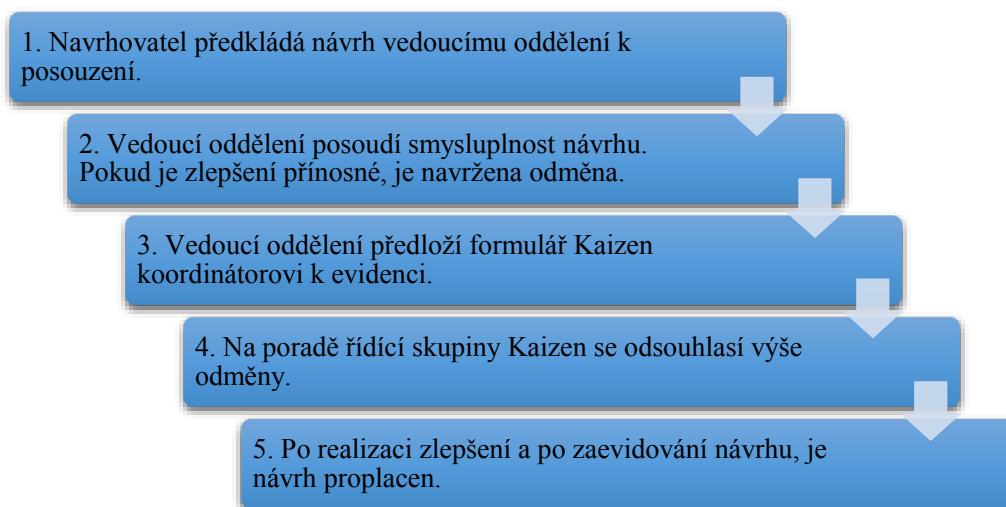 1. Navrhovatel předkládá návrh vedoucímu oddělení k
posouzení.
2. Vedoucí oddělení posoudí smysluplnost návrhu.
Pokud je zlepšení přínosné, je navržena odměna.
3. Vedoucí oddělení předloží formulář Kaizen
koordinátorovi k evidenci.
4. Na poradě řídící skupiny Kaizen se odsouhlasí výše
odměny.
5. Po realizaci zlepšení a po zaevidování návrhu, je
návrh proplacen.